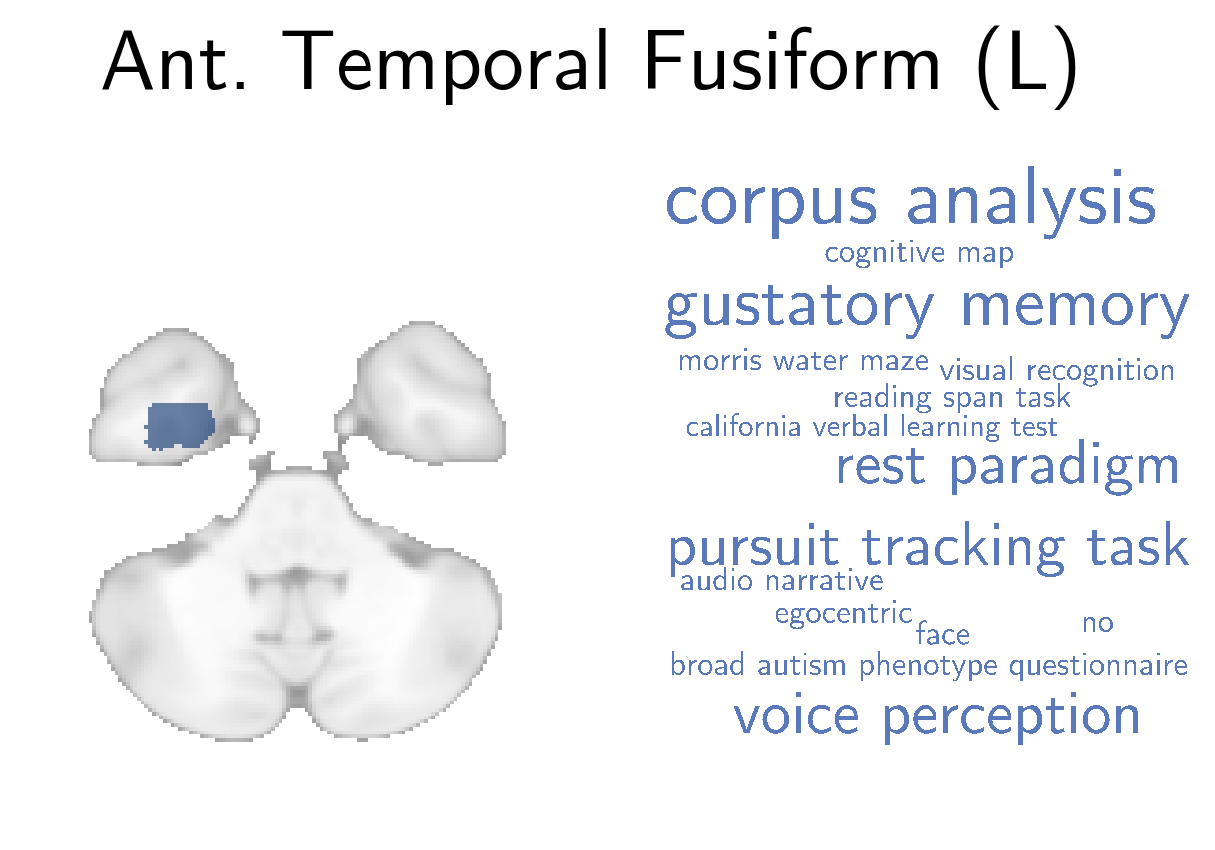 Ant. Temporal Fusiform (L)
corpus analysis
cognitive map
gustatory memory
morris water maze
visual recognition
reading span task
california verbal learning test
rest paradigm
pursuit tracking task
audio narrative
egocentric
no
face
broad autism phenotype questionnaire
voice perception